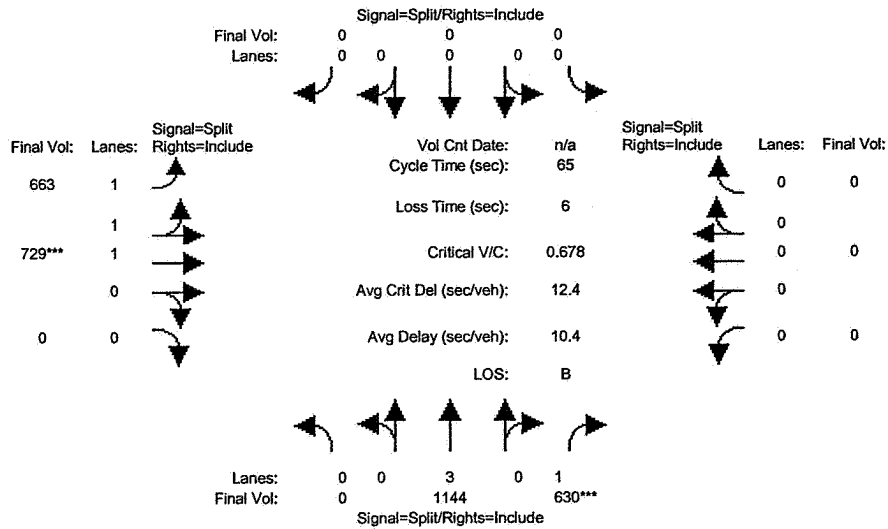 Signal=Split/Rights=Include
Final Vol: 0 0 0
Lanes: 0 0 0 0 0
Signal=Split
Rights=Include
Final Vol: Lanes:
Vol Cnt Date: n/a
Cycle Time (sec): 65
Signal=Split
Rights=Include
Lanes: Final Vol:
663 1
0 0
Loss Time (sec): 6
1
0
729*** 1
Critical V/C: 0.678
0 0
0
Avg Crit Del (sec/veh): 12.4
0
0 0
Avg Delay (sec/veh): 10.4
0 0
LOS: B
Lanes: 0 0 3 0 1
Final Vol: 0 1144 630***
Signal=Split/Rights=Include